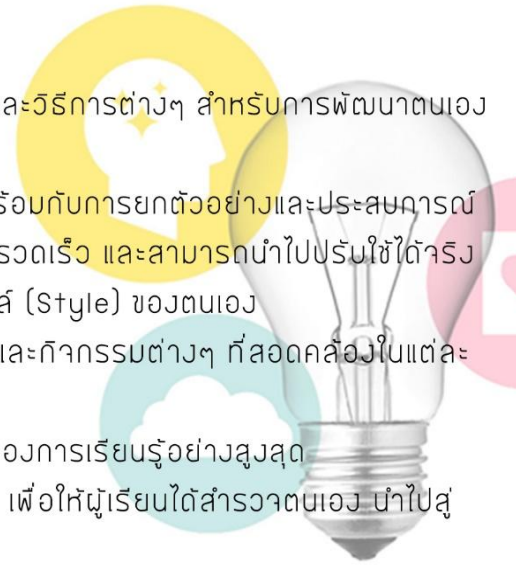 ละวิธีการต่างๆ สำหรับการพัฒนาตนเอง
ร้อมกับการยกตัวอย่างและประสบการณ์
รวดเร็ว และสามารถนำไปปรับใช้ได้จริง
ล์ (Style) ของตนเอง
และกิจกรรมต่างๆ ที่สอดคล้องในแต่ละ
องการเรียนรู้อย่างสูงสุด
เพื่อให้ผู้เรียนได้สำรวจตนเอง นำไปสู่